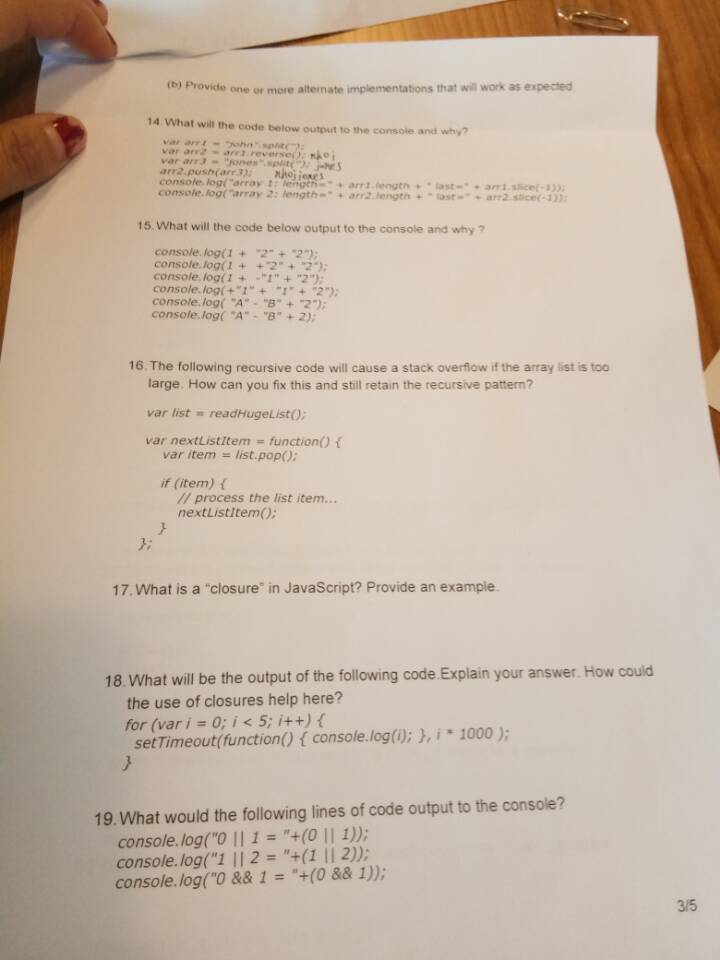 (b) Provide one or more alternate implementations that will work as expected.
14. What will the code below output to the console and why?
var arr1 = "john".split('');
var arr2 = arr1.reverse(); nhoj
var arr3 = "jones".split(''); jones
arr2.push(arr3); nhojjones
console.log("array 1: length=" + arr1.length + " last=" + arr1.slice(-1));
console.log("array 2: length=" + arr2.length + " last=" + arr2.slice(-1));
15. What will the code below output to the console and why ?
console.log(1 + "2" + "2");
console.log(1 + +"2" + "2");
console.log(1 + -"1" + "2");
console.log(+"1" + "1" + "2");
console.log( "A" - "B" + "2");
console.log( "A" - "B" + 2);
16. The following recursive code will cause a stack overflow if the array list is too
large. How can you fix this and still retain the recursive pattern?
var list = readHugeList();
var nextListItem = function() {
var item = list.pop();
if (item) {
// process the list item...
nextListItem();
}
};
17. What is a “closure” in JavaScript? Provide an example.
18. What will be the output of the following code.Explain your answer. How could
the use of closures help here?
for (var i = 0; i < 5; i++) {
setTimeout(function() { console.log(i); }, i * 1000 );
}
19. What would the following lines of code output to the console?
console.log("0 || 1 = "+(0 || 1));
console.log("1 || 2 = "+(1 || 2));
console.log("0 && 1 = "+(0 && 1));
3/5